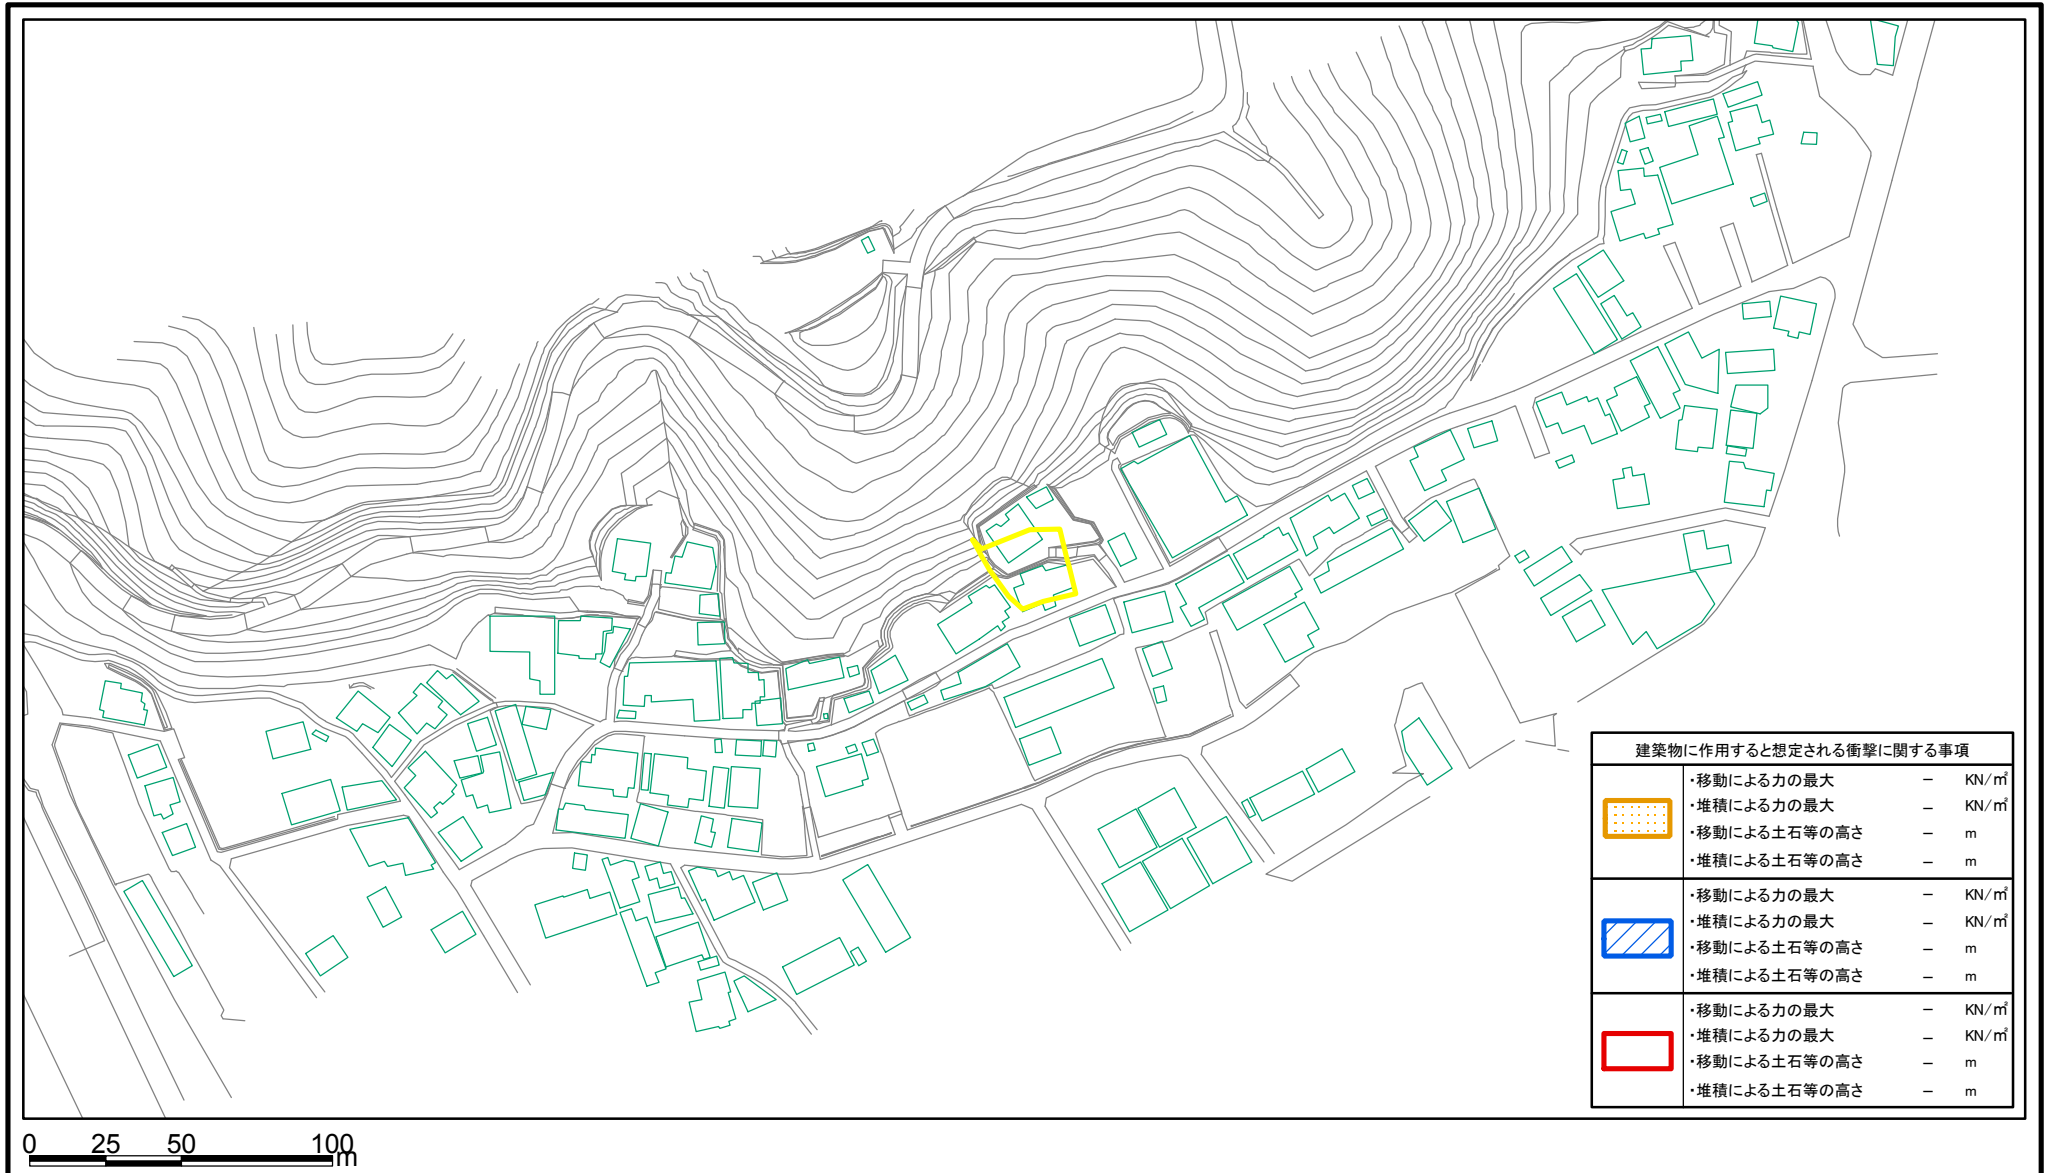 建築物に作用すると想定される衝撃に関する事項
・移動による力の最大 － KN/㎡
・堆積による力の最大 － KN/㎡
・移動による土石等の高さ － m
・堆積による土石等の高さ － m
・移動による力の最大 － KN/㎡
・堆積による力の最大 － KN/㎡
・移動による土石等の高さ － m
・堆積による土石等の高さ － m
・移動による力の最大 － KN/㎡
・堆積による力の最大 － KN/㎡
・移動による土石等の高さ － m
・堆積による土石等の高さ － m
0 25 50 100
m